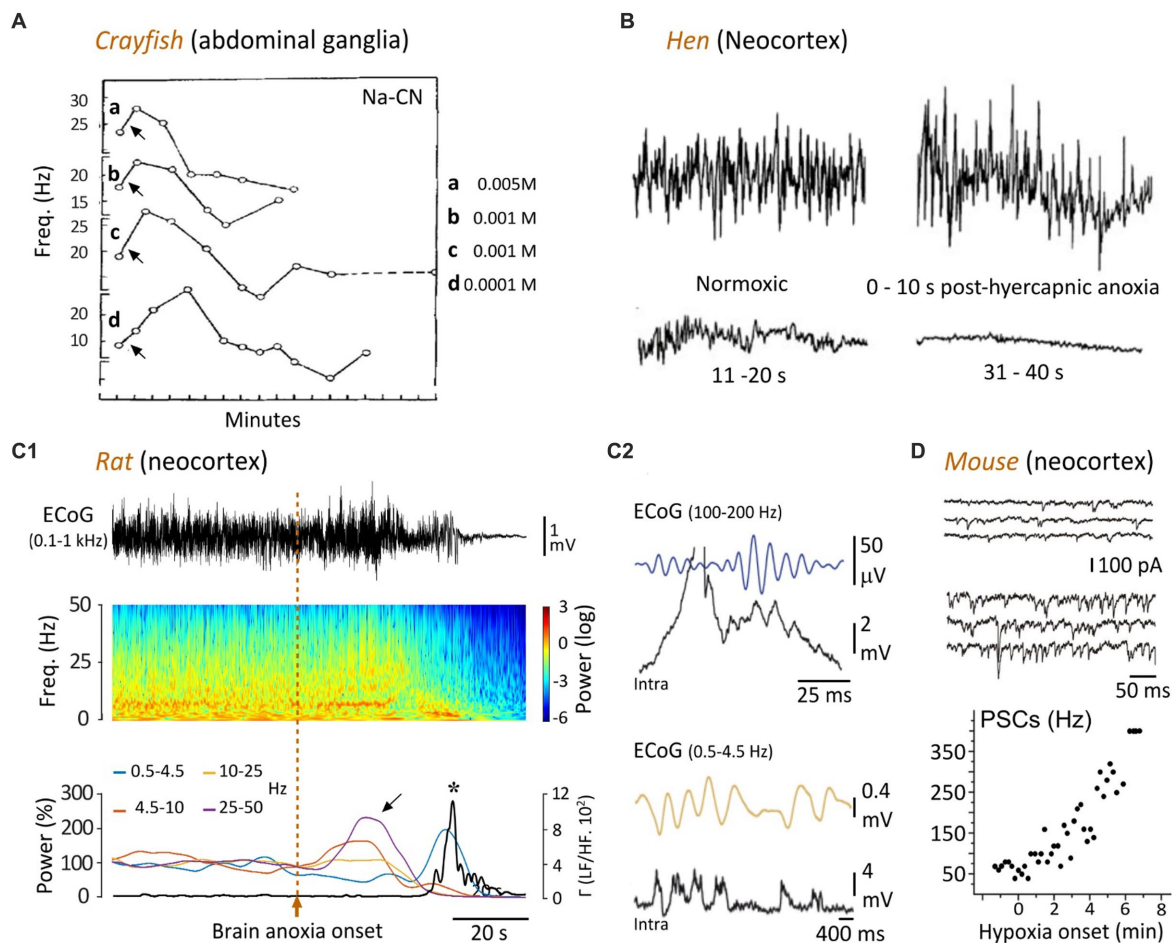 A
Crayfish (abdominal ganglia)
Na-CN
Freq. (Hz)
30
25
20
15
25
20
20
10
a
b
c
d
a 0.005M
b 0.001 M
c 0.001 M
d 0.0001 M
Minutes
B
Hen (Neocortex)
Normoxic
0 - 10 s post-hyercapnic anoxia
11 -20 s
31 - 40 s
C1
Rat (neocortex)
ECoG
(0.1-1 kHz)
1
mV
Freq. (Hz)
50
25
0
3
0
-3
-6
Power (log)
0.5-4.5
10-25
Hz
4.5-10
25-50
Power (%)
300
200
100
0
*
12
8
4
0
Γ (LF/HF. 10²)
Brain anoxia onset
20 s
C2
ECoG (100-200 Hz)
50
μV
2
mV
Intra
25 ms
ECoG (0.5-4.5 Hz)
0.4
mV
4
mV
Intra
400 ms
D
Mouse (neocortex)
100 pA
50 ms
PSCs (Hz)
350
250
150
50
0 2 4 6 8
Hypoxia onset (min)